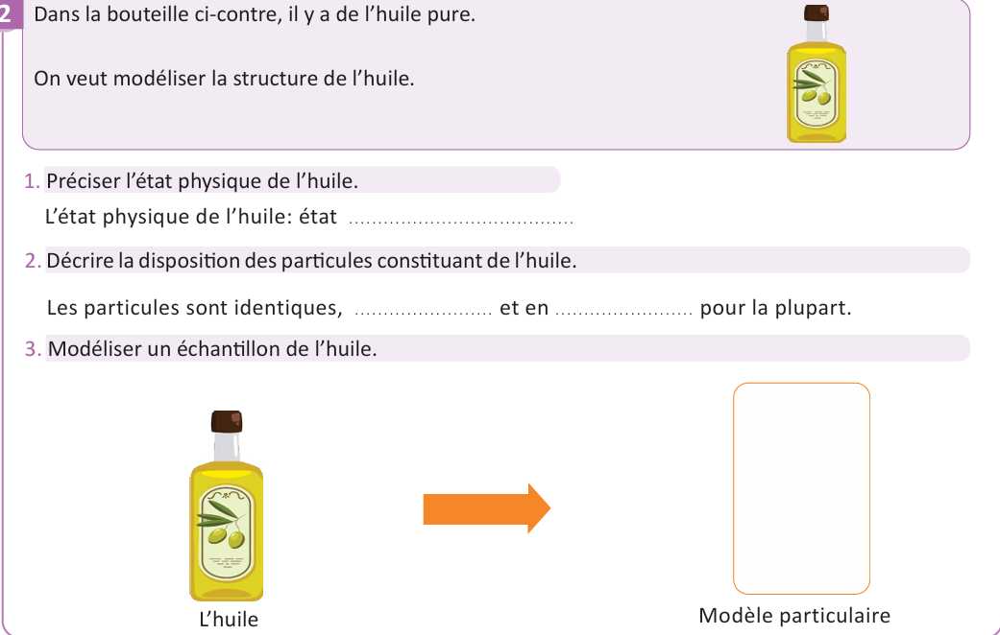 2
Dans la bouteille ci-contre, il y a de l’huile pure.
On veut modéliser la structure de l’huile.
1. Préciser l’état physique de l’huile.
L’état physique de l’huile: état .......................................
2. Décrire la disposition des particules constituant de l’huile.
Les particules sont identiques, ........................ et en ........................ pour la plupart.
3. Modéliser un échantillon de l’huile.
L’huile
Modèle particulaire